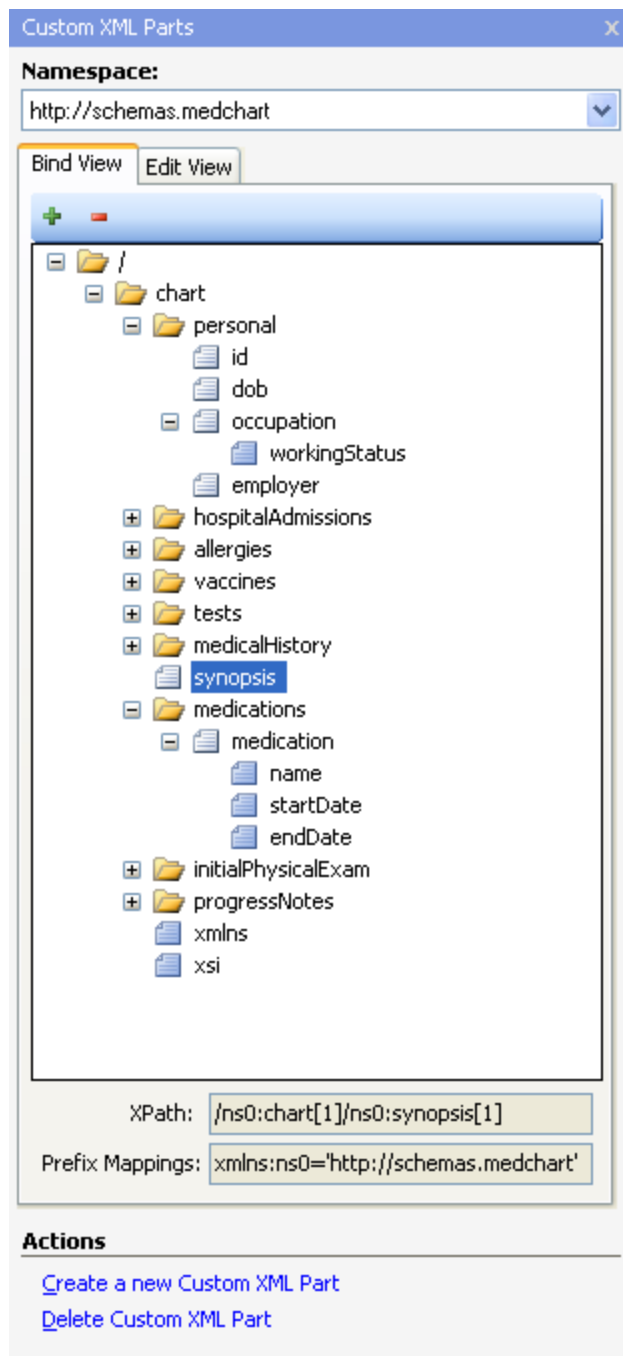 Custom XML Parts x
Namespace:
http://schemas.medchart
Bind View Edit View
/
chart
personal
id
dob
occupation
workingStatus
employer
hospitalAdmissions
allergies
vaccines
tests
medicalHistory
synopsis
medications
medication
name
startDate
endDate
initialPhysicalExam
progressNotes
xmlns
xsi
XPath: /ns0:chart[1]/ns0:synopsis[1]
Prefix Mappings: xmlns:ns0='http://schemas.medchart'
Actions
Create a new Custom XML Part
Delete Custom XML Part